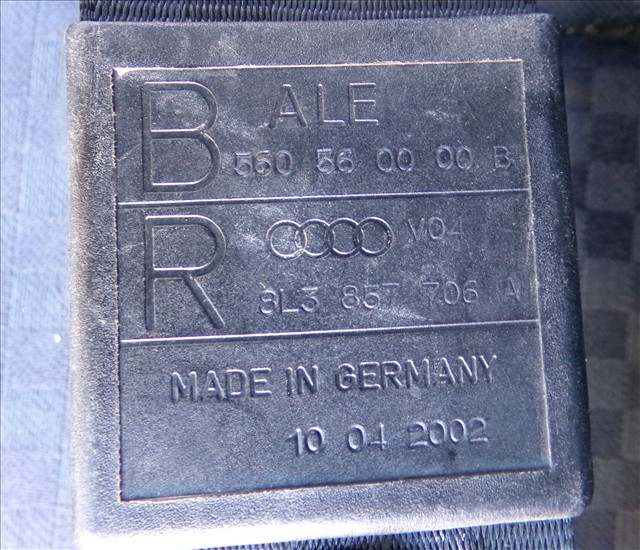 B ALE
560 56 00 00 B
R V04
8L3 857 706 A
MADE IN GERMANY
10 04 2002